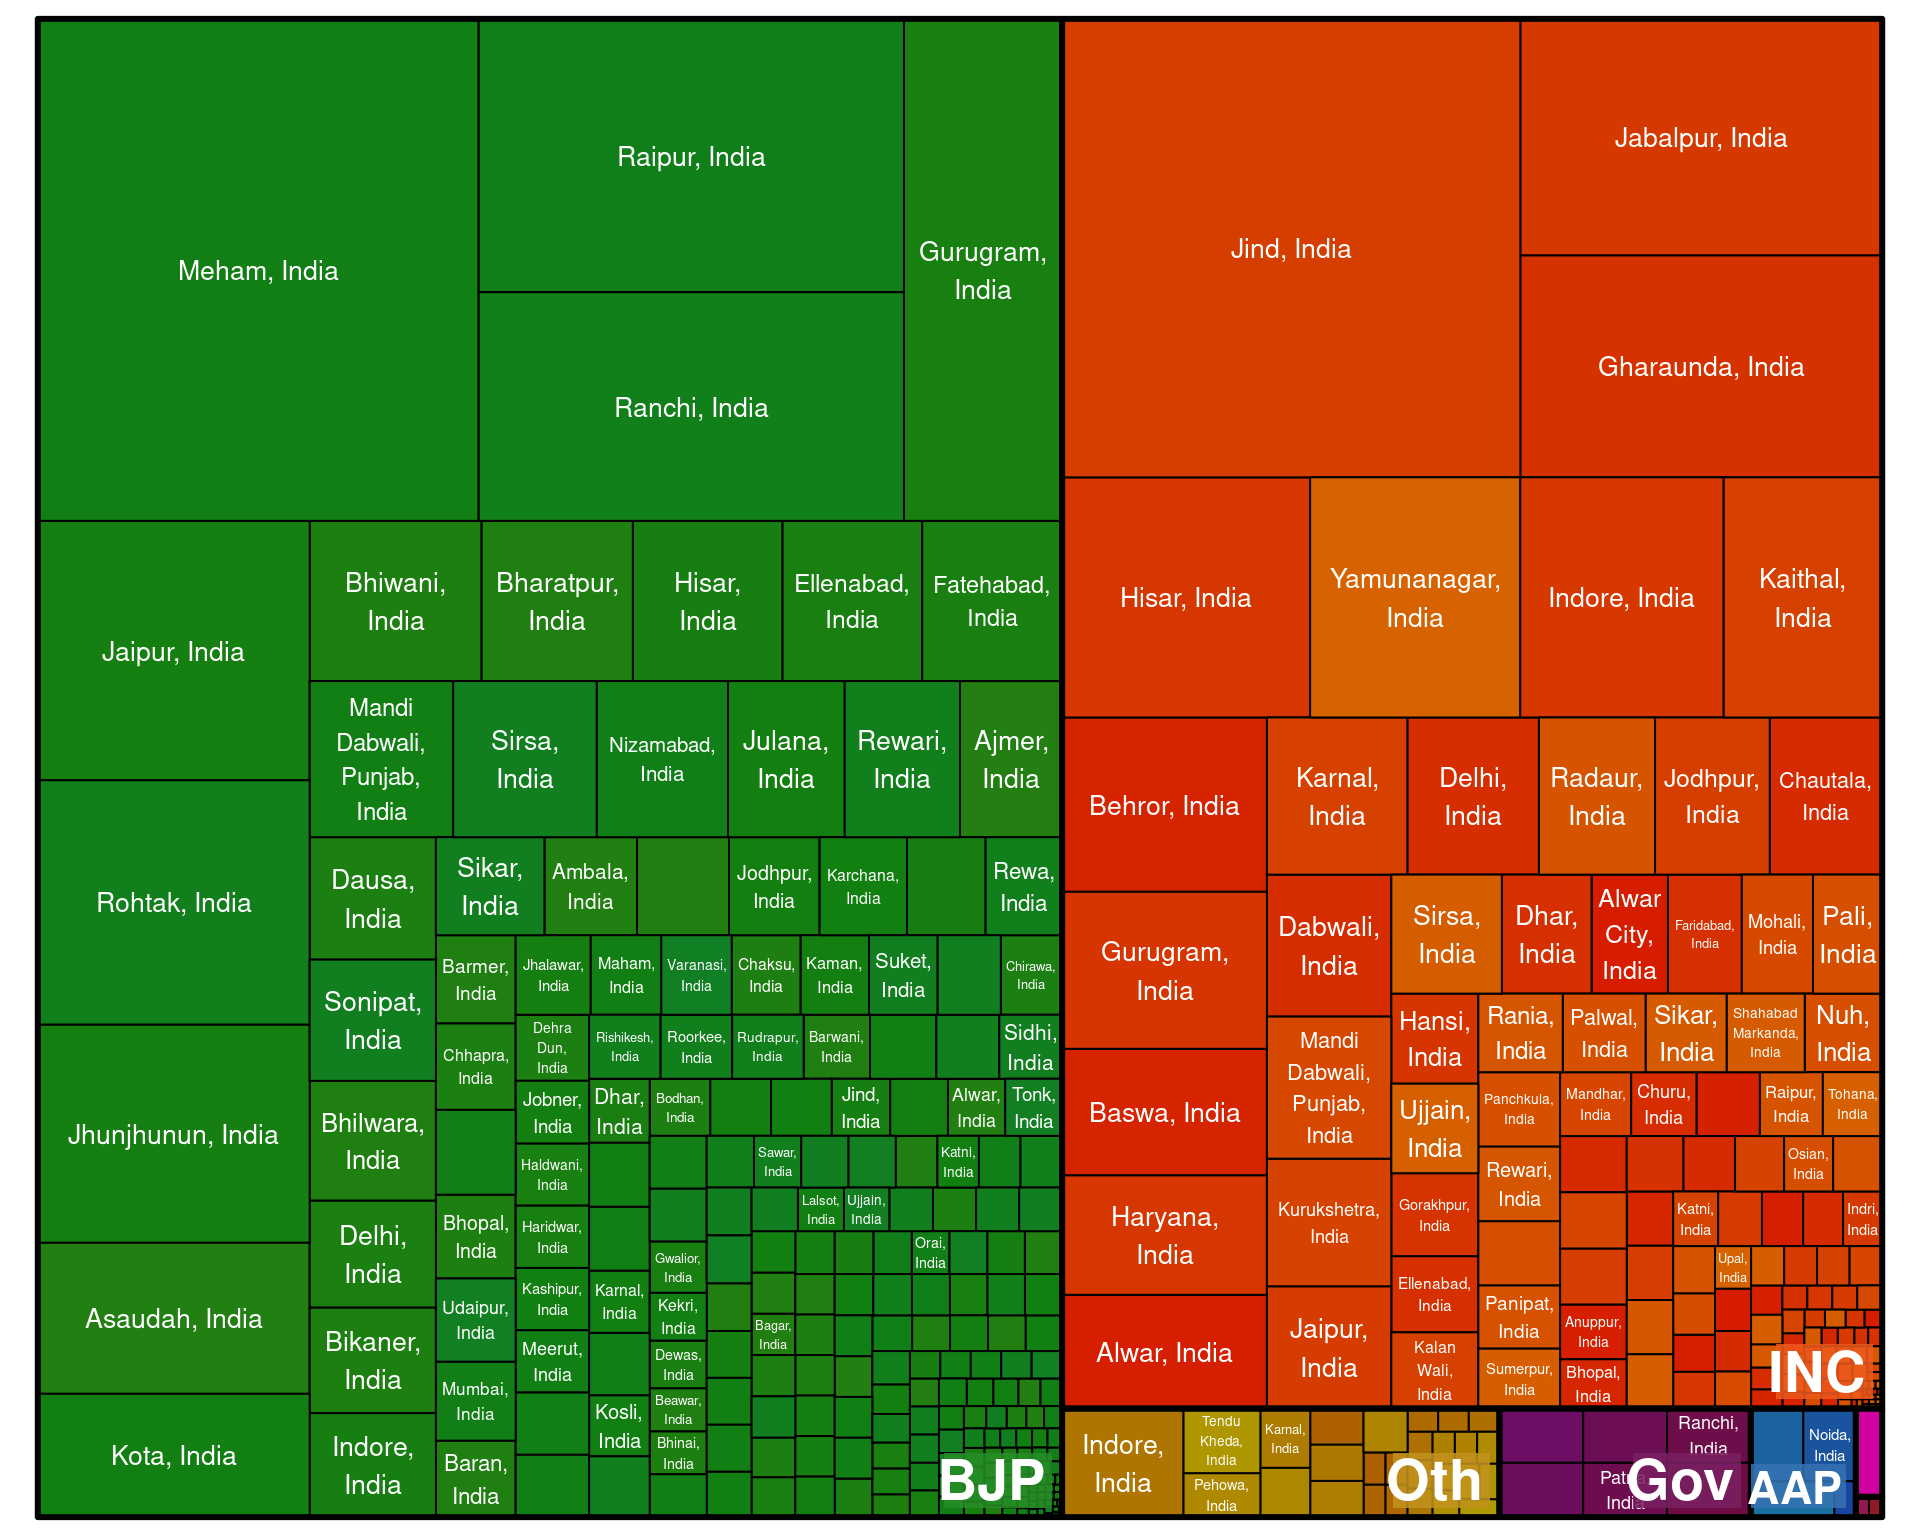 Meham, India
Raipur, India
Ranchi, India
Gurugram,
India
Jaipur, India
Rohtak, India
Jhunjhunun, India
Asaudah, India
Kota, India
Bhiwani,
India
Bharatpur,
India
Hisar,
India
Ellenabad,
India
Fatehabad,
India
Mandi
Dabwali,
Punjab,
India
Sirsa,
India
Nizamabad,
India
Julana,
India
Rewari,
India
Ajmer,
India
Dausa,
India
Sonipat,
India
Bhilwara,
India
Delhi,
India
Bikaner,
India
Indore,
India
Sikar,
India
Ambala,
India
Jodhpur,
India
Karchana,
India
Rewa,
India
Barmer,
India
Chhapra,
India
Bhopal,
India
Udaipur,
India
Mumbai,
India
Baran,
India
Jhalawar,
India
Maham,
India
Varanasi,
India
Chaksu,
India
Kaman,
India
Suket,
India
Chirawa,
India
Dehra
Dun,
India
Rishikesh,
India
Roorkee,
India
Rudrapur,
India
Barwani,
India
Sidhi,
India
Jobner,
India
Haldwani,
India
Haridwar,
India
Kashipur,
India
Meerut,
India
Dhar,
India
Karnal,
India
Kosli,
India
Bodhan,
India
Jind,
India
Alwar,
India
Tonk,
India
Sawar,
India
Katni,
India
Lalsot,
India
Ujjain,
India
Orai,
India
Gwalior,
India
Kekri,
India
Dewas,
India
Beawar,
India
Bhinai,
India
Bagar,
India
BJP
Jind, India
Jabalpur, India
Gharaunda, India
Hisar, India
Yamunanagar,
India
Indore, India
Kaithal,
India
Behror, India
Gurugram,
India
Baswa, India
Haryana,
India
Alwar, India
Karnal,
India
Delhi,
India
Radaur,
India
Jodhpur,
India
Chautala,
India
Dabwali,
India
Mandi
Dabwali,
Punjab,
India
Kurukshetra,
India
Jaipur,
India
Sirsa,
India
Dhar,
India
Alwar
City,
India
Faridabad,
India
Mohali,
India
Pali,
India
Hansi,
India
Ujjain,
India
Gorakhpur,
India
Ellenabad,
India
Kalan
Wali,
India
Rania,
India
Palwal,
India
Sikar,
India
Shahabad
Markanda,
India
Nuh,
India
Panchkula,
India
Rewari,
India
Panipat,
India
Sumerpur,
India
Mandhar,
India
Churu,
India
Raipur,
India
Tohana,
India
Osian,
India
Katni,
India
Indri,
India
Upal,
India
Anuppur,
India
Bhopal,
India
INC
Indore,
India
Tendu
Kheda,
India
Pehowa,
India
Karnal,
India
Oth
Ranchi,
India
Patna,
India
Gov
Noida,
India
AAP